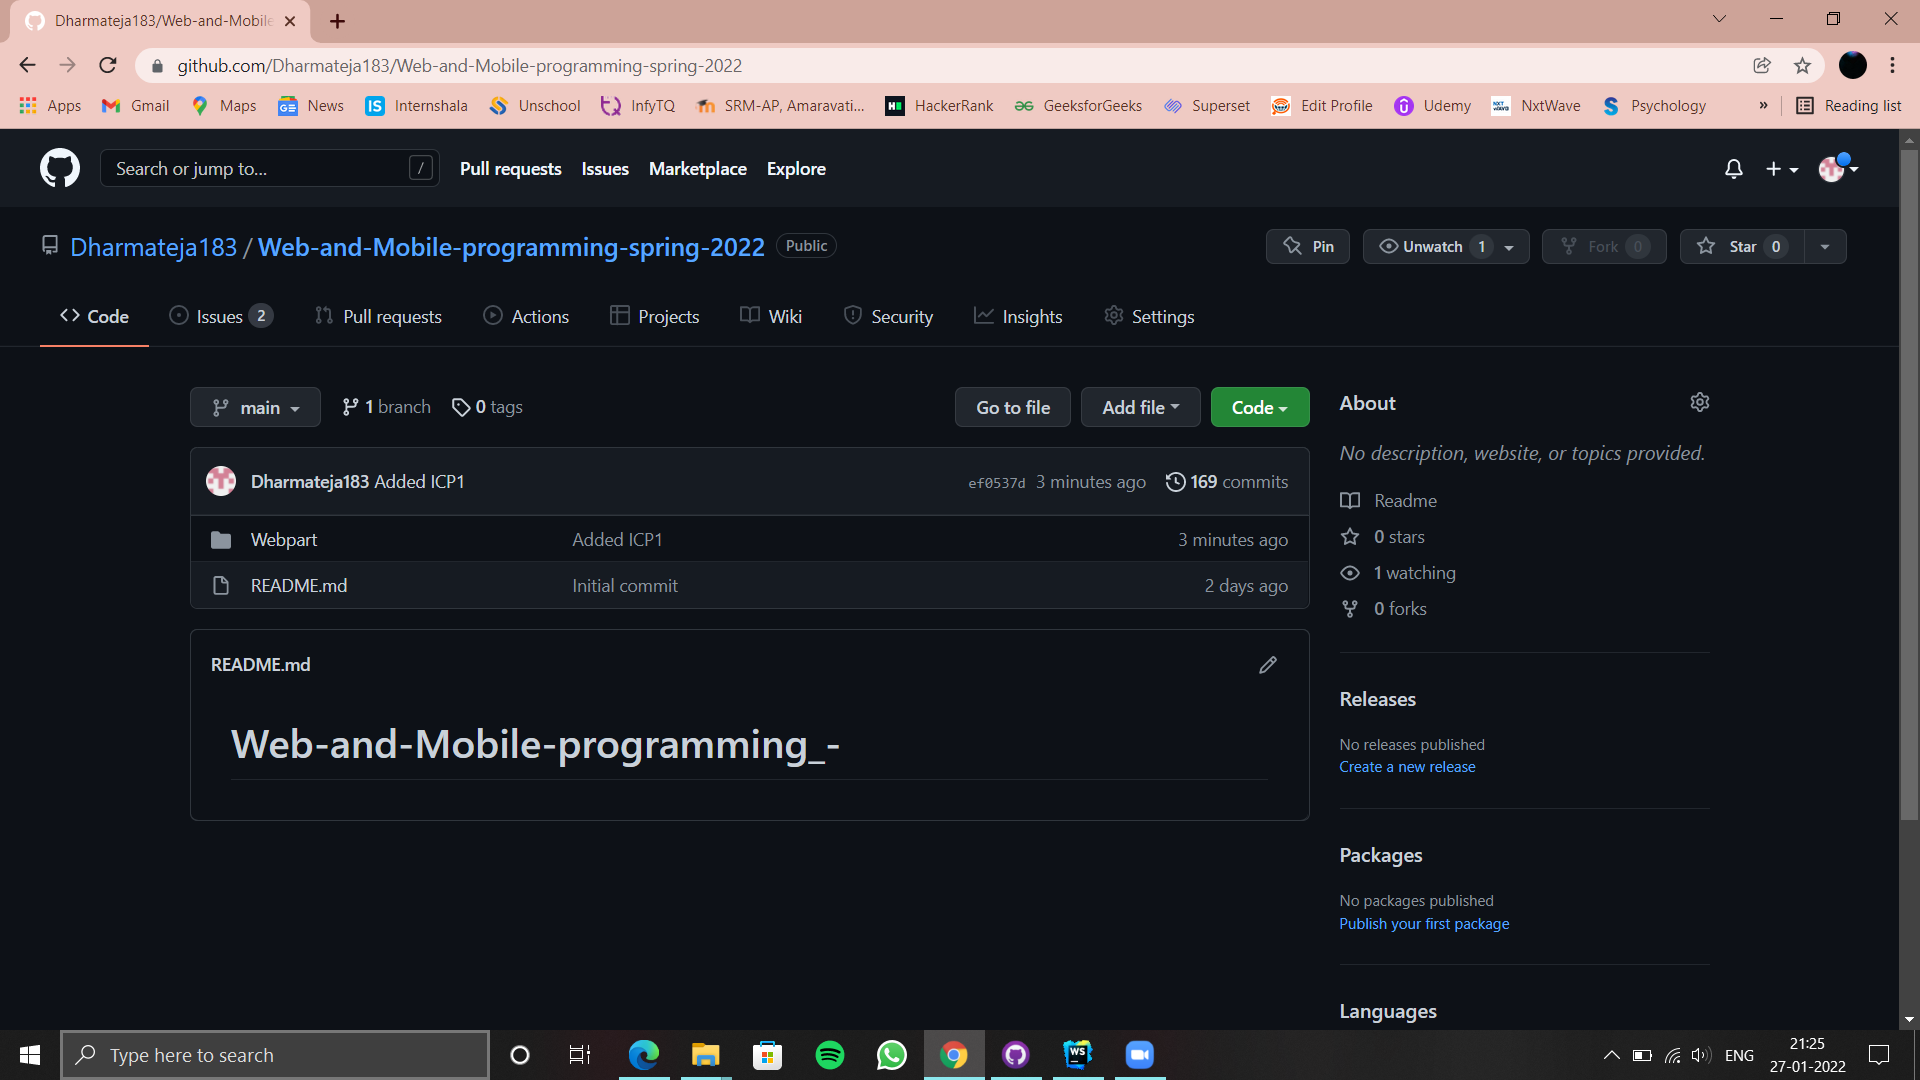 Dharmateja183/Web-and-Mobile
github.com/Dharmateja183/Web-and-Mobile-programming-spring-2022
Apps Gmail Maps News Internshala Unschool InfyTQ SRM-AP, Amaravati... HackerRank GeeksforGeeks Superset Edit Profile Udemy NxtWave Psychology » Reading list
Search or jump to... / Pull requests Issues Marketplace Explore
Dharmateja183 / Web-and-Mobile-programming-spring-2022 Public Pin Unwatch 1 Fork 0 Star 0
Code Issues 2 Pull requests Actions Projects Wiki Security Insights Settings
main 1 branch 0 tags Go to file Add file Code
Dharmateja183 Added ICP1 ef0537d 3 minutes ago 169 commits
Webpart Added ICP1 3 minutes ago
README.md Initial commit 2 days ago
README.md
Web-and-Mobile-programming_-
About
No description, website, or topics provided.
Readme
0 stars
1 watching
0 forks
Releases
No releases published
Create a new release
Packages
No packages published
Publish your first package
Languages
Type here to search
WS
ENG
21:25
27-01-2022